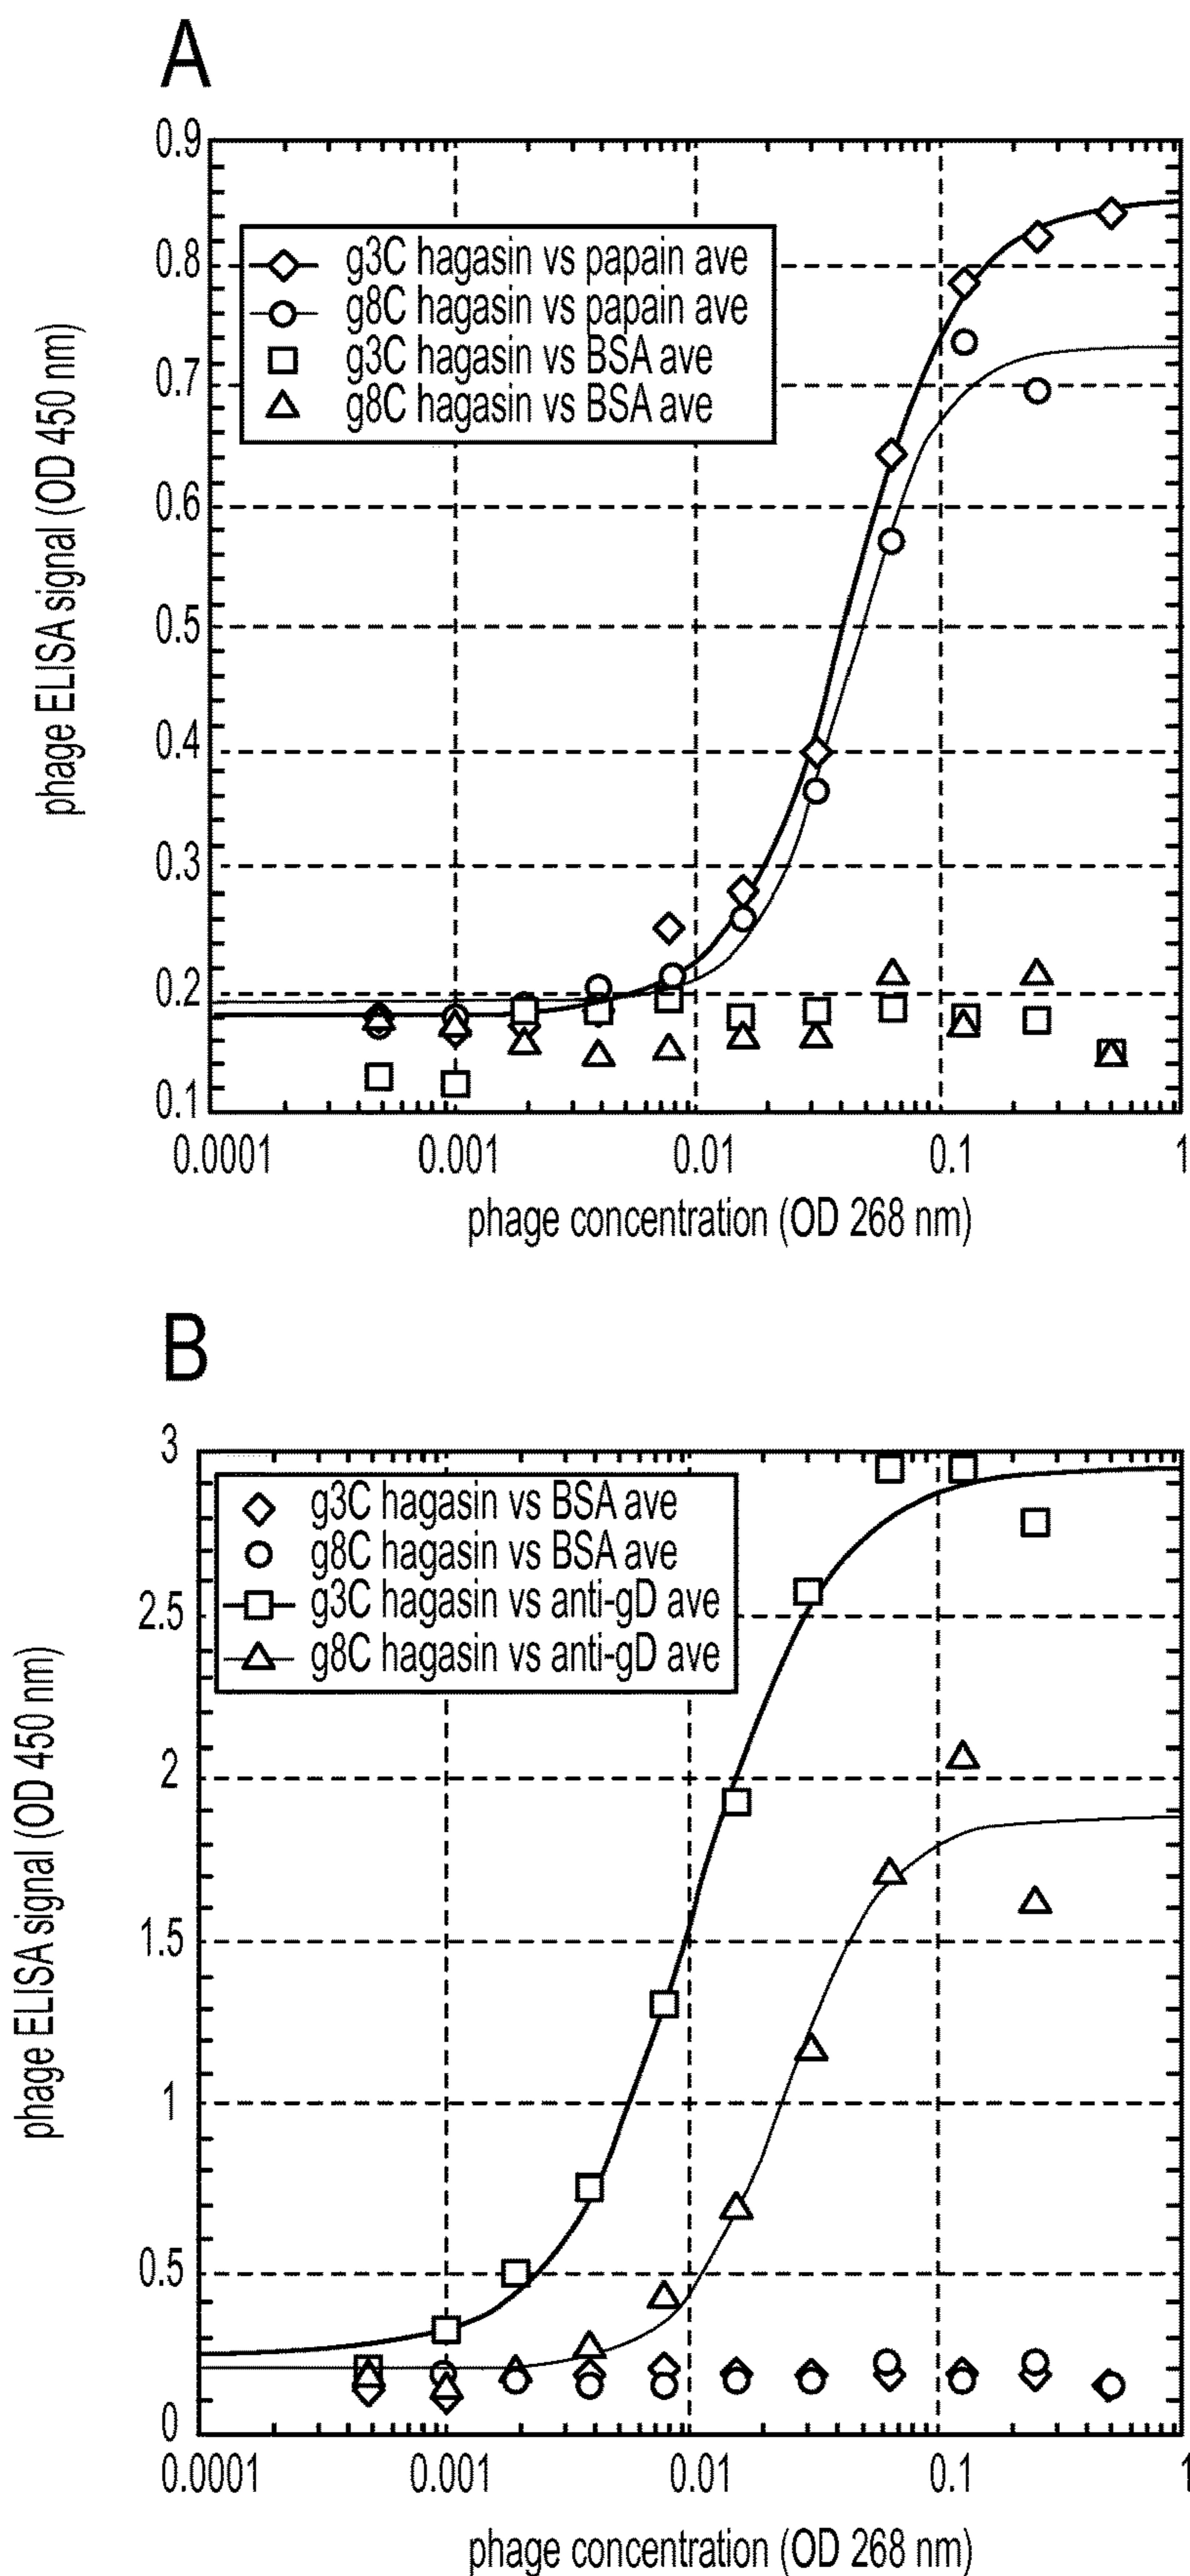 A
phage ELISA signal (OD 450 nm)
0.9
0.8
0.7
0.6
0.5
0.4
0.3
0.2
0.1
g3C hagasin vs papain ave
g8C hagasin vs papain ave
g3C hagasin vs BSA ave
g8C hagasin vs BSA ave
0.0001 0.001 0.01 0.1 1
phage concentration (OD 268 nm)
B
phage ELISA signal (OD 450 nm)
3
2.5
2
1.5
1
0.5
0
g3C hagasin vs BSA ave
g8C hagasin vs BSA ave
g3C hagasin vs anti-gD ave
g8C hagasin vs anti-gD ave
0.0001 0.001 0.01 0.1 1
phage concentration (OD 268 nm)